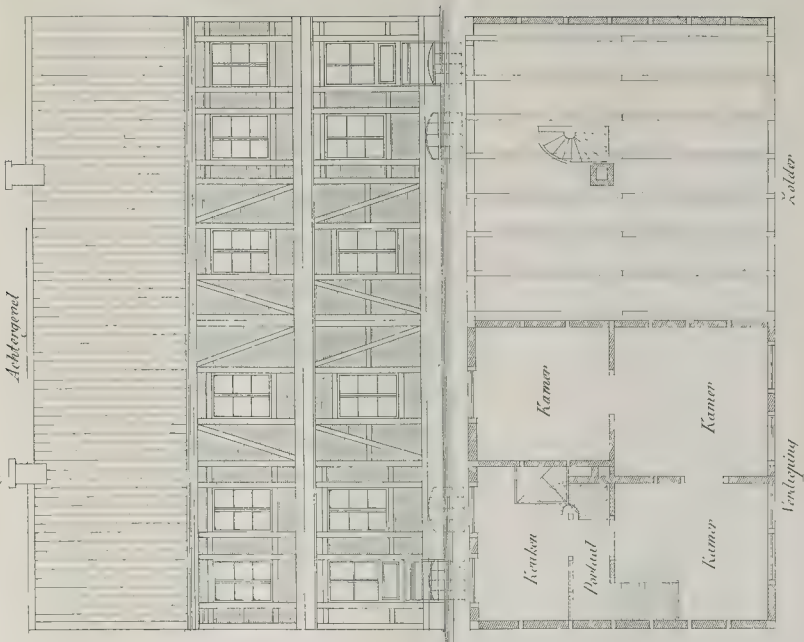 Achtergevel
Zolder
Kamer
Kamer
Keuken
Portaal
Kamer
Verdieping